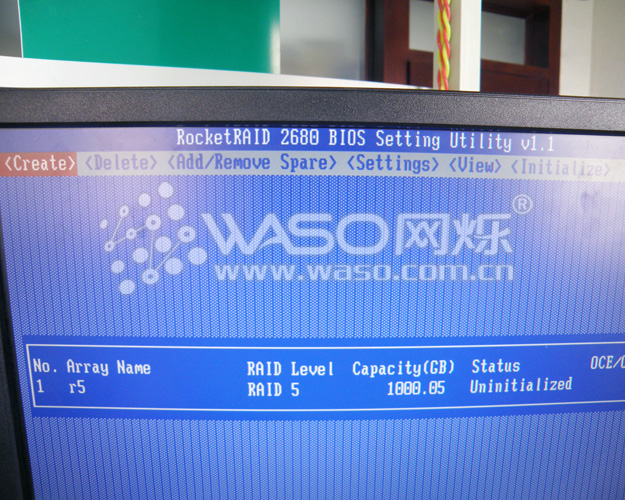 RocketRAID 2680 BIOS Setting Utility v1.1
<Create> <Delete> <Add/Remove Spare> <Settings> <View> <Initialize>
WASO网烁®
www.waso.com.cn
No. Array Name RAID Level Capacity(GB) Status
1 r5 RAID 5 1000.05 Uninitialized